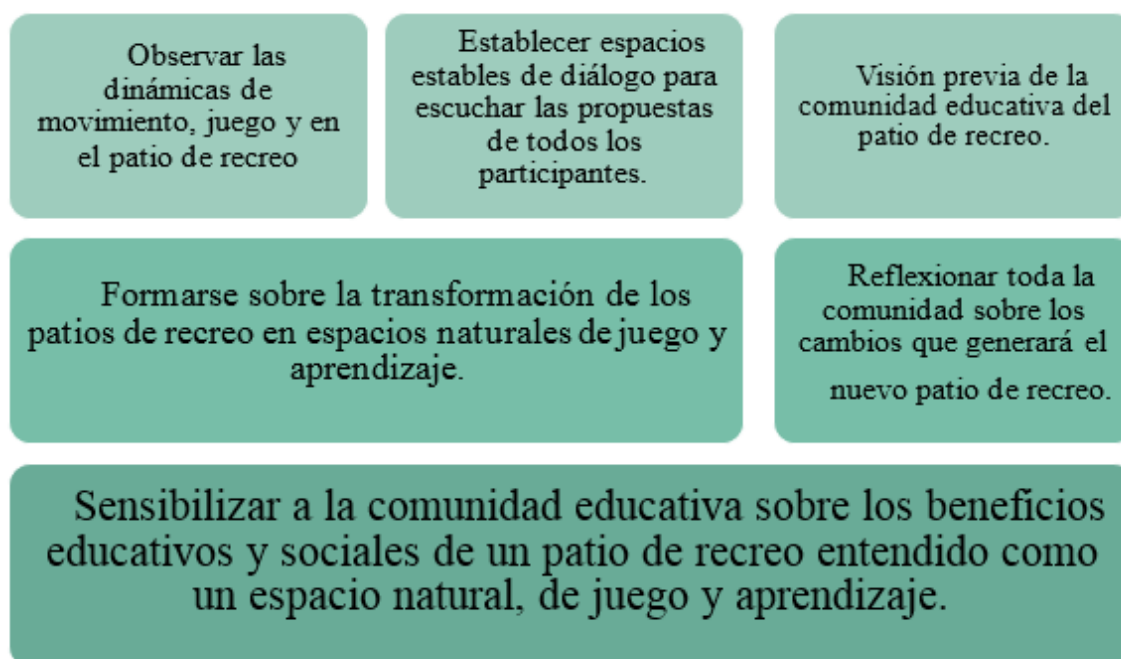 Observar las
dinámicas de
movimiento, juego y en
el patio de recreo
Establecer espacios
estables de diálogo para
escuchar las propuestas
de todos los
participantes.
Visión previa de la
comunidad educativa del
patio de recreo.
Formarse sobre la transformación de los
patios de recreo en espacios naturales de juego y
aprendizaje.
Reflexionar toda la
comunidad sobre los
cambios que generará el
nuevo patio de recreo.
Sensibilizar a la comunidad educativa sobre los beneficios
educativos y sociales de un patio de recreo entendido como
un espacio natural, de juego y aprendizaje.